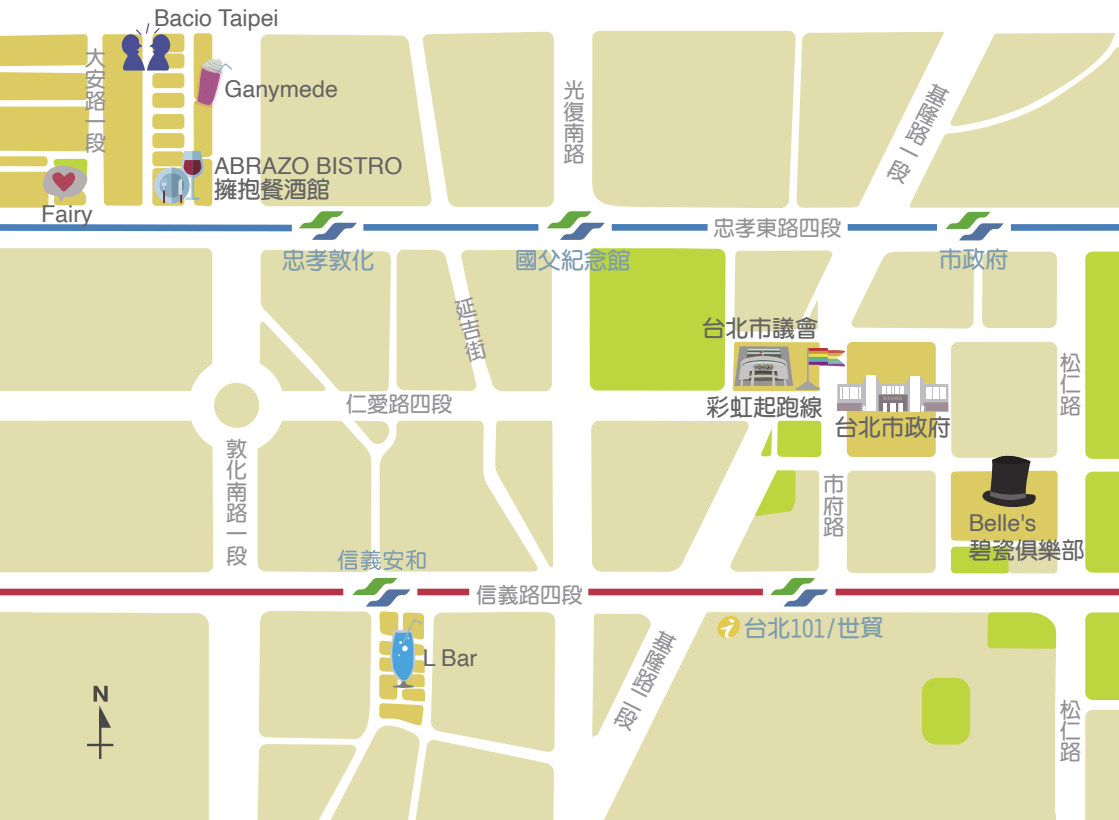 Bacio Taipei
大安路一段
Ganymede
光復南路
基隆路一段
ABRAZO BISTRO
擁抱餐酒館
Fairy
忠孝東路四段
忠孝敦化
國父紀念館
市政府
延吉街
台北市議會
松仁路
仁愛路四段
彩虹起跑線
台北市政府
敦化南路一段
市府路
Belle's
碧瓷俱樂部
信義安和
信義路四段
台北101/世貿
基隆路二段
L Bar
N
松仁路